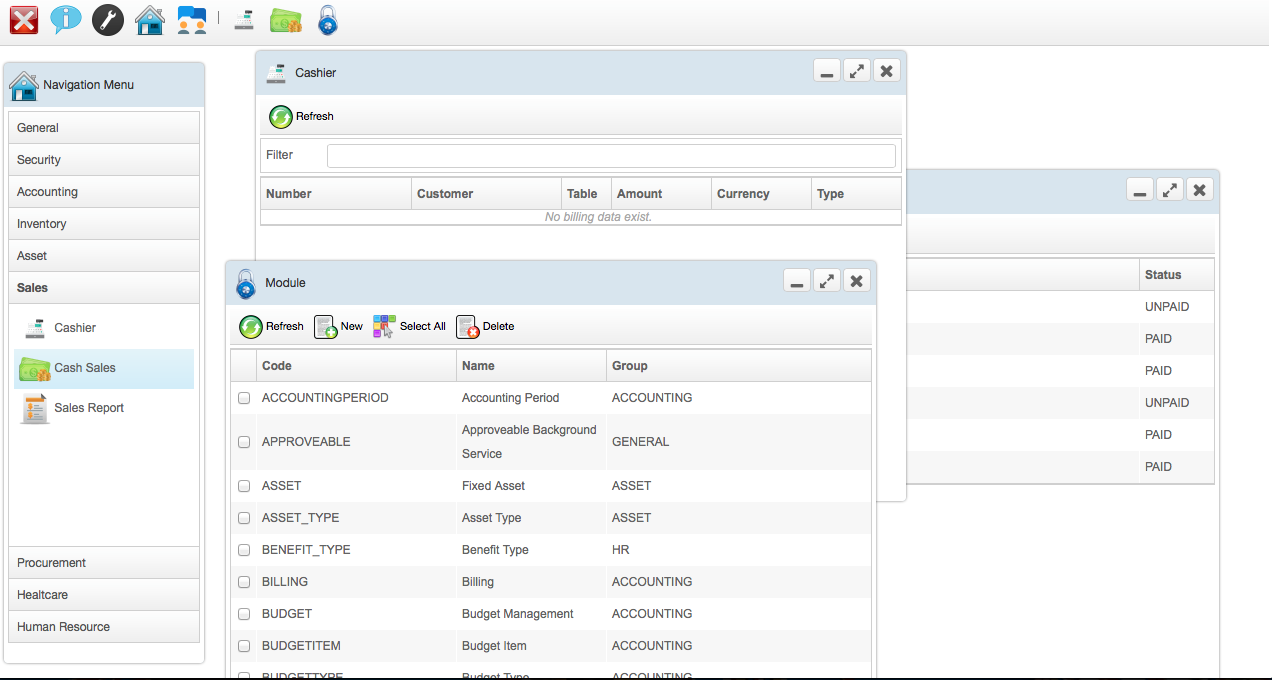 Navigation Menu
General
Security
Accounting
Inventory
Asset
Sales
Cashier
Cash Sales
Sales Report
Procurement
Healtcare
Human Resource
Cashier
Refresh
Filter
Number Customer Table Amount Currency Type
No billing data exist.
Status
UNPAID
PAID
PAID
UNPAID
PAID
PAID
Module
Refresh New Select All Delete
Code Name Group
ACCOUNTINGPERIOD Accounting Period ACCOUNTING
APPROVEABLE Approveable Background Service GENERAL
ASSET Fixed Asset ASSET
ASSET_TYPE Asset Type ASSET
BENEFIT_TYPE Benefit Type HR
BILLING Billing ACCOUNTING
BUDGET Budget Management ACCOUNTING
BUDGETITEM Budget Item ACCOUNTING
BUDGETTYPE Budget Type ACCOUNTING